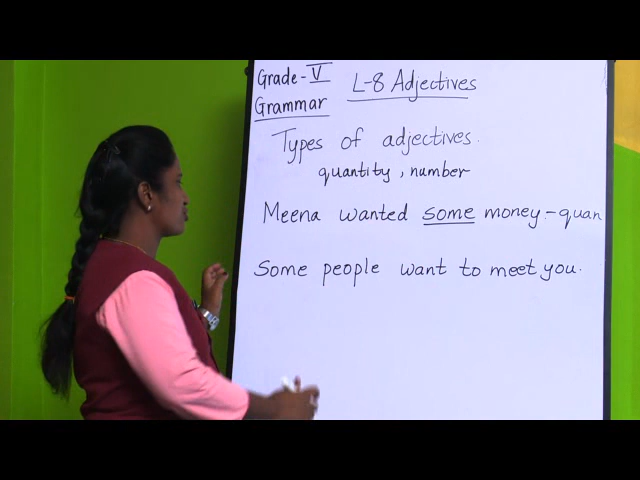 Grade-V
Grammar
L-8 Adjectives
Types of adjectives.
quantity, number
Meena wanted some money-quan
Some people want to meet you.